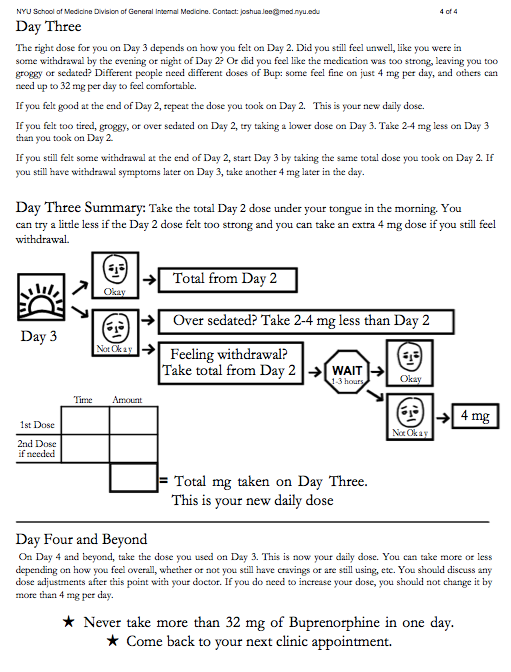 NYU School of Medicine Division of General Internal Medicine. Contact: joshua.lee@med.nyu.edu 4 of 4
Day Three
The right dose for you on Day 3 depends on how you felt on Day 2. Did you still feel unwell, like you were in
some withdrawal by the evening or night of Day 2? Or did you feel like the medication was too strong, leaving you too
groggy or sedated? Different people need different doses of Bup: some feel fine on just 4 mg per day, and others can
need up to 32 mg per day to feel comfortable.
If you felt good at the end of Day 2, repeat the dose you took on Day 2. This is your new daily dose.
If you felt too tired, groggy, or over sedated on Day 2, try taking a lower dose on Day 3. Take 2-4 mg less on Day 3
than you took on Day 2.
If you still felt some withdrawal at the end of Day 2, start Day 3 by taking the same total dose you took on Day 2. If
you still have withdrawal symptoms later on Day 3, take another 4 mg later in the day.
Day Three Summary: Take the total Day 2 dose under your tongue in the morning. You
can try a little less if the Day 2 dose felt too strong and you can take an extra 4 mg dose if you still feel
withdrawal.
Okay
Total from Day 2
Day 3
Not Okay
Over sedated? Take 2-4 mg less than Day 2
Feeling withdrawal?
Take total from Day 2
WAIT
1-3 hours
Okay
Not Okay
4 mg
Time Amount
1st Dose
2nd Dose
if needed
= Total mg taken on Day Three.
This is your new daily dose
Day Four and Beyond
On Day 4 and beyond, take the dose you used on Day 3. This is now your daily dose. You can take more or less
depending on how you feel overall, whether or not you still have cravings or are still using, etc. You should discuss any
dose adjustments after this point with your doctor. If you do need to increase your dose, you should not change it by
more than 4 mg per day.
★ Never take more than 32 mg of Buprenorphine in one day.
★ Come back to your next clinic appointment.